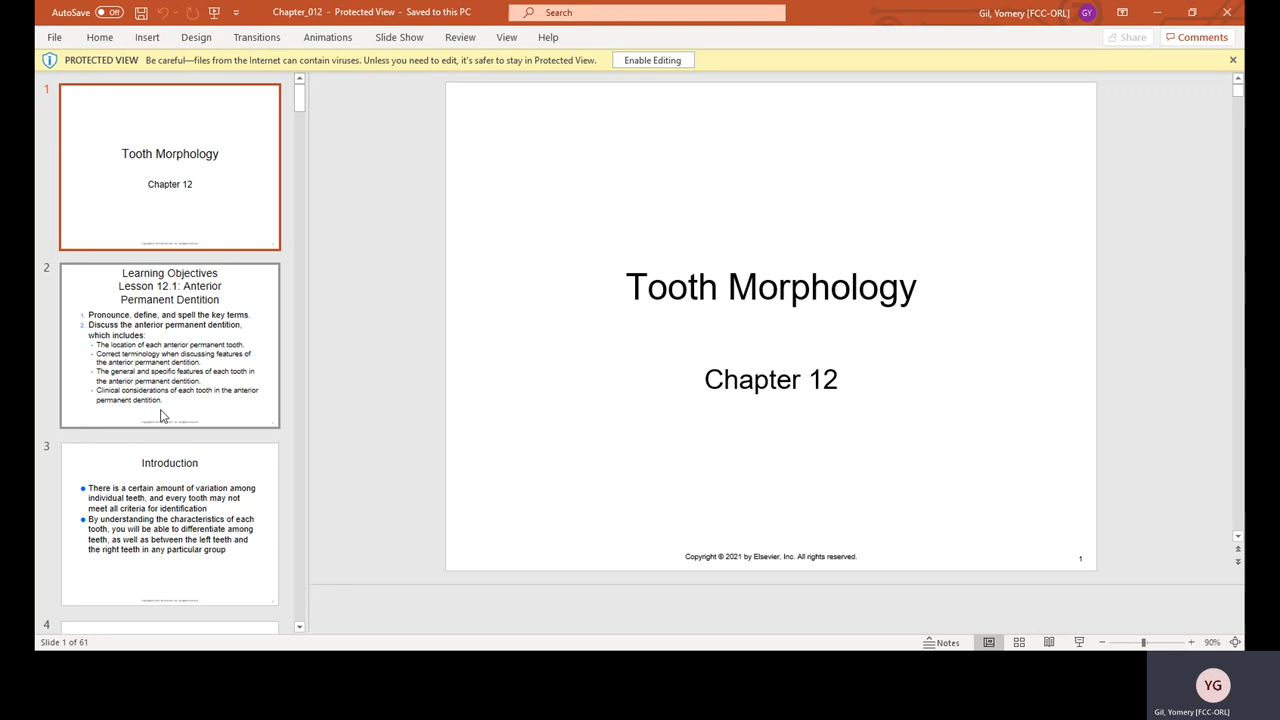 AutoSave Off
Chapter_012 - Protected View - Saved to this PC
Search
Gil, Yomery [FCC-ORL]
GY
File Home Insert Design Transitions Animations Slide Show Review View Help
Share
Comments
PROTECTED VIEW Be careful—files from the Internet can contain viruses. Unless you need to edit, it's safer to stay in Protected View.
Enable Editing
1
Tooth Morphology
Chapter 12
2
Learning Objectives
Lesson 12.1: Anterior
Permanent Dentition
1. Pronounce, define, and spell the key terms.
2. Discuss the anterior permanent dentition,
which includes:
- The location of each anterior permanent tooth.
- Correct terminology when discussing features of
the anterior permanent dentition.
- The general and specific features of each tooth in
the anterior permanent dentition.
- Clinical considerations of each tooth in the anterior
permanent dentition.
3
Introduction
There is a certain amount of variation among
individual teeth, and every tooth may not
meet all criteria for identification
By understanding the characteristics of each
tooth, you will be able to differentiate among
teeth, as well as between the left teeth and
the right teeth in any particular group
4
Tooth Morphology
Chapter 12
Copyright © 2021 by Elsevier, Inc. All rights reserved.
1
Slide 1 of 61
Notes
90%
YG
Gil, Yomery [FCC-ORL]